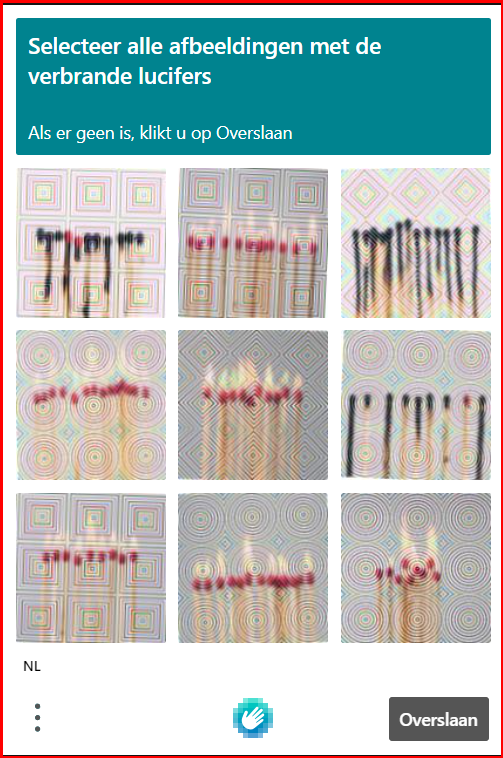 Selecteer alle afbeeldingen met de
verbrande lucifers
Als er geen is, klikt u op Overslaan
NL
Overslaan